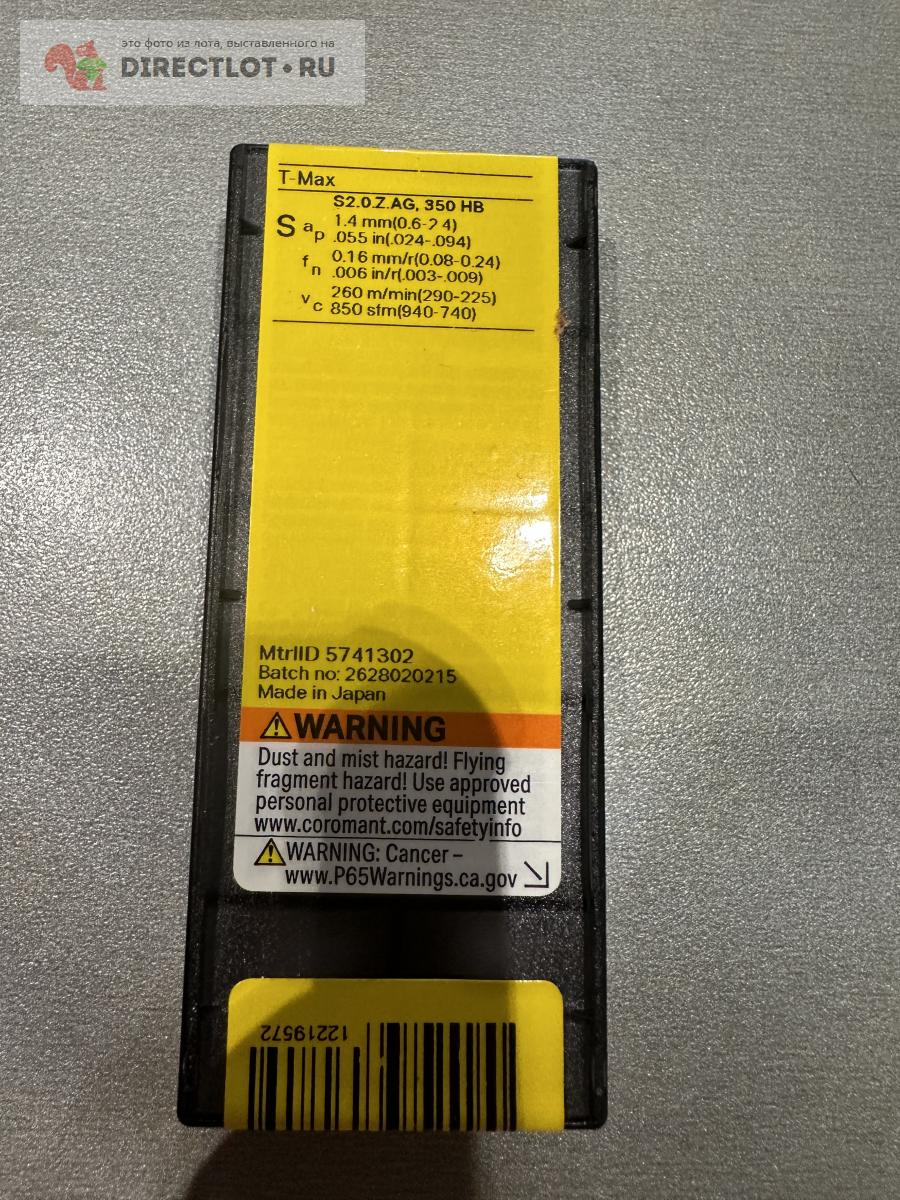 это фото из лота, выставленного на
DIRECTLOT • RU
T-Max
S2.0.Z.AG, 350 HB
S ap 1.4 mm(0.6-2 4)
.055 in(.024-.094)
fn 0.16 mm/r(0.08-0.24)
.006 in/r(.003-.009)
vc 260 m/min(290-225)
850 sfm(940-740)
MtrlID 5741302
Batch no: 2628020215
Made in Japan
WARNING
Dust and mist hazard! Flying
fragment hazard! Use approved
personal protective equipment
www.coromant.com/safetyinfo
WARNING: Cancer –
www.P65Warnings.ca.gov
12219572